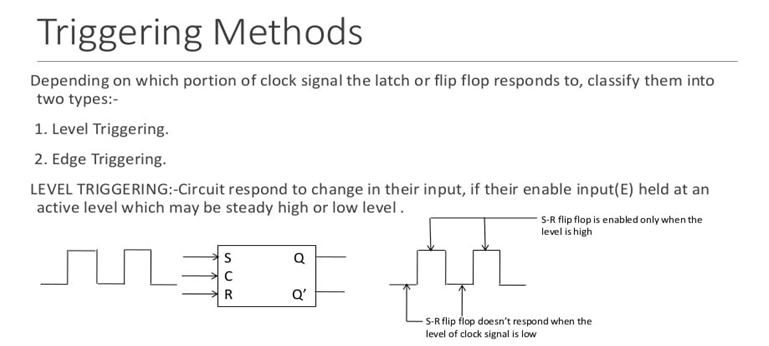 Triggering Methods
Depending on which portion of clock signal the latch or flip flop responds to, classify them into
two types:-
1. Level Triggering.
2. Edge Triggering.
LEVEL TRIGGERING:-Circuit respond to change in their input, if their enable input(E) held at an
active level which may be steady high or low level .
S-R flip flop is enabled only when the
level is high
S Q
C
R Q'
S-R flip flop doesn't respond when the
level of clock signal is low